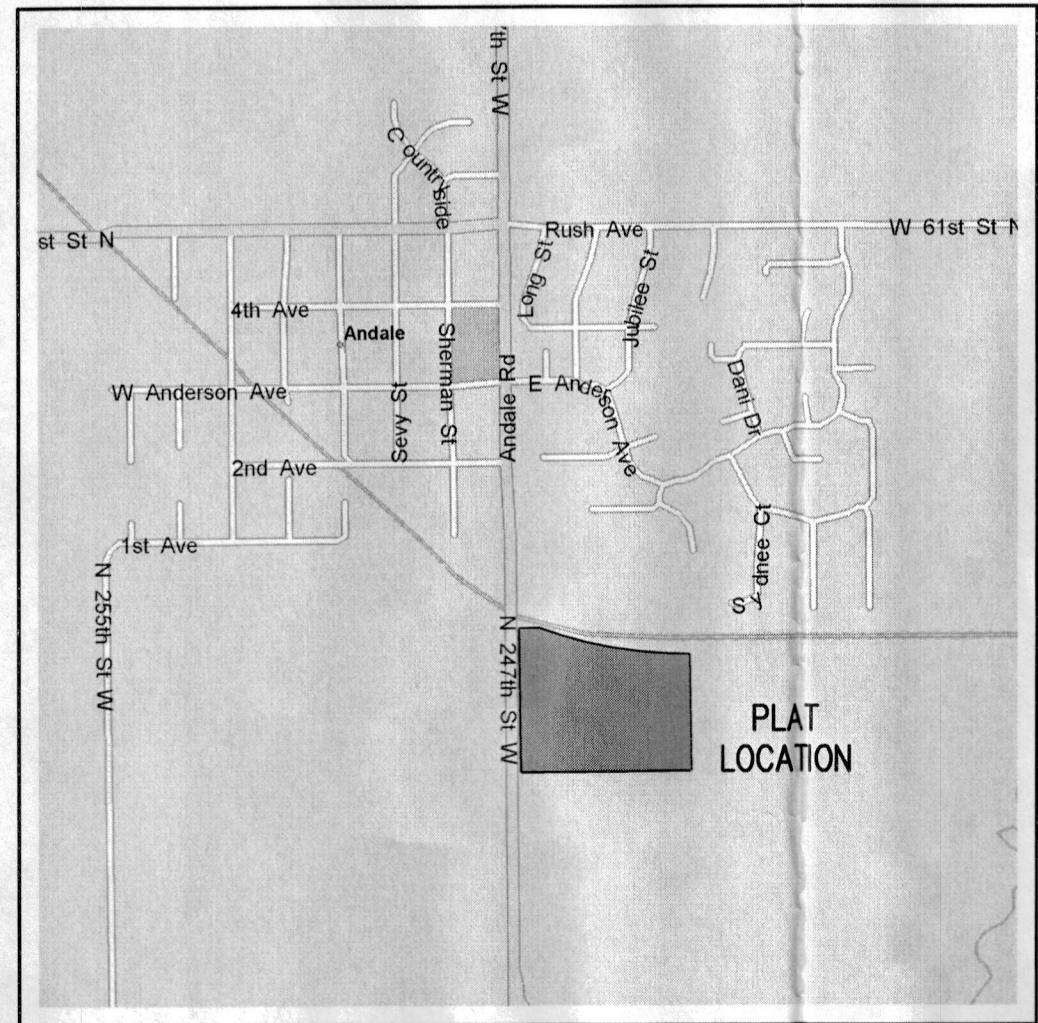 th St W
Countryside
st St N
Rush Ave
W 61st St N
Long St
Jubilee St
4th Ave
Andale
Sherman St
Andale Rd
W Anderson Ave
E Anderson Ave
Sevy St
Dani Dr
2nd Ave
1st Ave
Sydnee Ct
N 255th St W
N 247th St W
PLAT
LOCATION